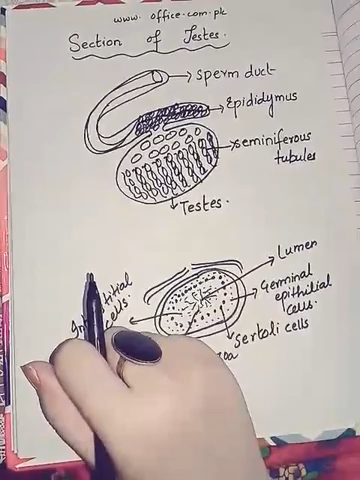 www. office.com.pk
Section of Testes.
sperm duct
Epididymus
seminiferous
tubules
Testes.
Lumen
Germinal
epithilial
cells.
Sertoli cells
cells.